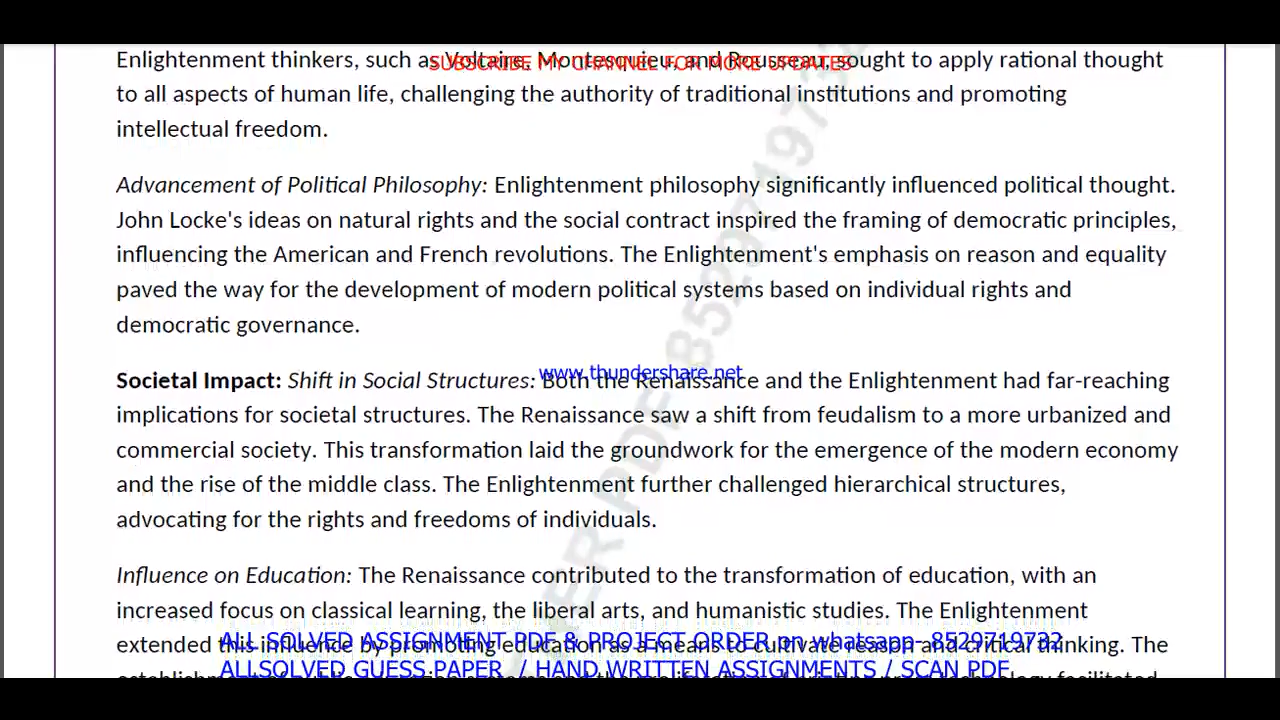 Enlightenment thinkers, such as Voltaire, Montesquieu, and Rousseau, sought to apply rational thought
SUBSCRIBE MY CHANNEL FOR MORE UPDATES
to all aspects of human life, challenging the authority of traditional institutions and promoting
intellectual freedom.
Advancement of Political Philosophy: Enlightenment philosophy significantly influenced political thought.
John Locke's ideas on natural rights and the social contract inspired the framing of democratic principles,
influencing the American and French revolutions. The Enlightenment's emphasis on reason and equality
paved the way for the development of modern political systems based on individual rights and
democratic governance.
www.thundershare.net
Societal Impact: Shift in Social Structures: Both the Renaissance and the Enlightenment had far-reaching
implications for societal structures. The Renaissance saw a shift from feudalism to a more urbanized and
commercial society. This transformation laid the groundwork for the emergence of the modern economy
and the rise of the middle class. The Enlightenment further challenged hierarchical structures,
advocating for the rights and freedoms of individuals.
Influence on Education: The Renaissance contributed to the transformation of education, with an
increased focus on classical learning, the liberal arts, and humanistic studies. The Enlightenment
extended this influence by promoting education as a means to cultivate reason and critical thinking. The
ALL SOLVED ASSIGNMENT PDF & PROJECT ORDER on whatsapp- 8529719732
ALLSOLVED GUESS PAPER / HAND WRITTEN ASSIGNMENTS / SCAN PDF
ER PDF 8529719732